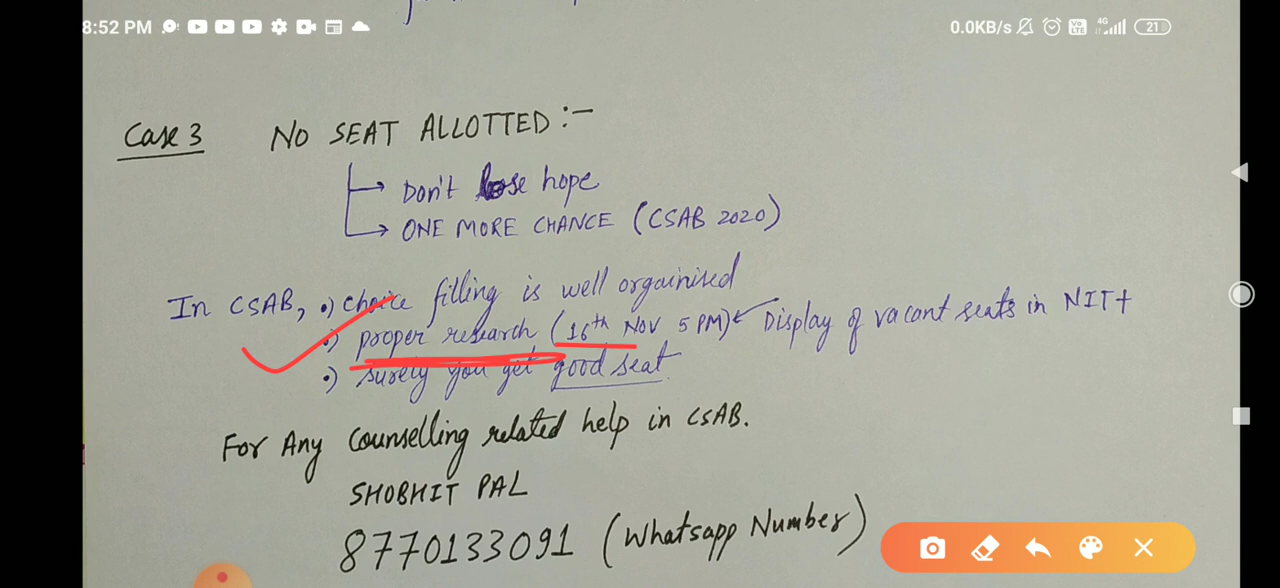 8:52 PM
0.0KB/s 4G 21
Case 3 NO SEAT ALLOTTED :-
Don't lose hope
ONE MORE CHANCE (CSAB 2020)
In CSAB, •) choice filling is well orgainised
•) proper research (16th Nov 5 PM) Display of vacant seats in NIT+
•) surely you get good seat
For Any Counselling related help in CSAB.
SHOBHIT PAL
8770133091 (Whatsapp Number)